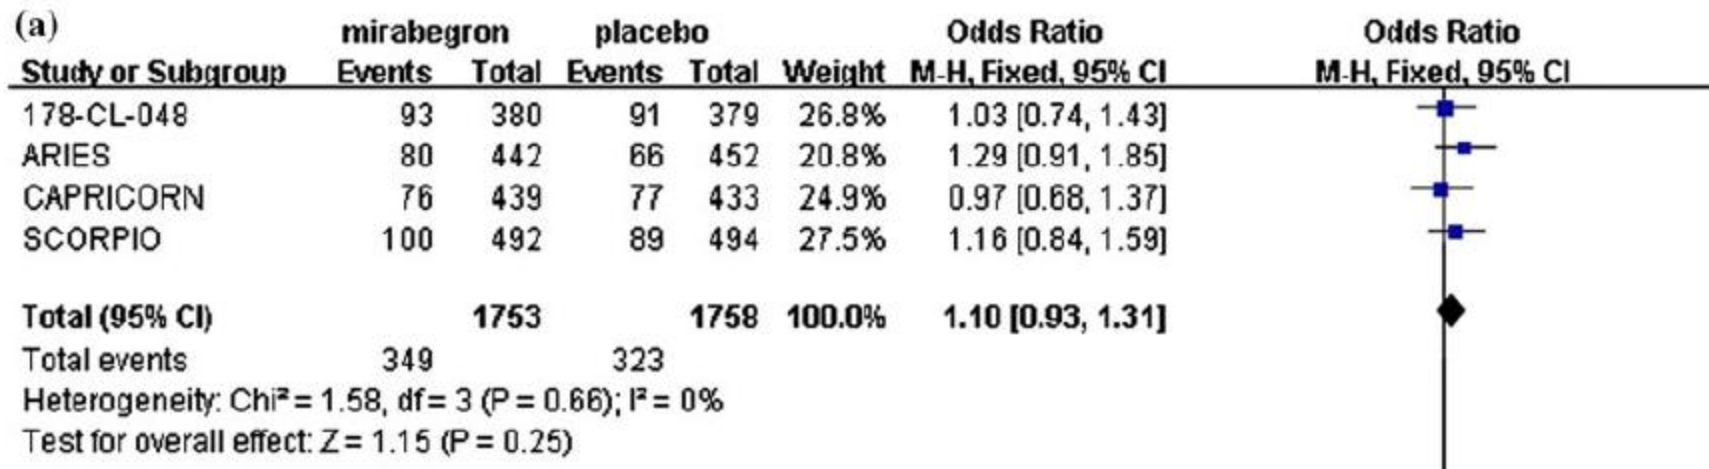 (a)
mirabegron placebo Odds Ratio Odds Ratio
Study or Subgroup Events Total Events Total Weight M-H, Fixed, 95% CI M-H, Fixed, 95% CI
178-CL-048 93 380 91 379 26.8% 1.03 [0.74, 1.43]
ARIES 80 442 66 452 20.8% 1.29 [0.91, 1.85]
CAPRICORN 76 439 77 433 24.9% 0.97 [0.68, 1.37]
SCORPIO 100 492 89 494 27.5% 1.16 [0.84, 1.59]
Total (95% CI) 1753 1758 100.0% 1.10 [0.93, 1.31]
Total events 349 323
Heterogeneity: Chi² = 1.58, df = 3 (P = 0.66); I² = 0%
Test for overall effect: Z = 1.15 (P = 0.25)